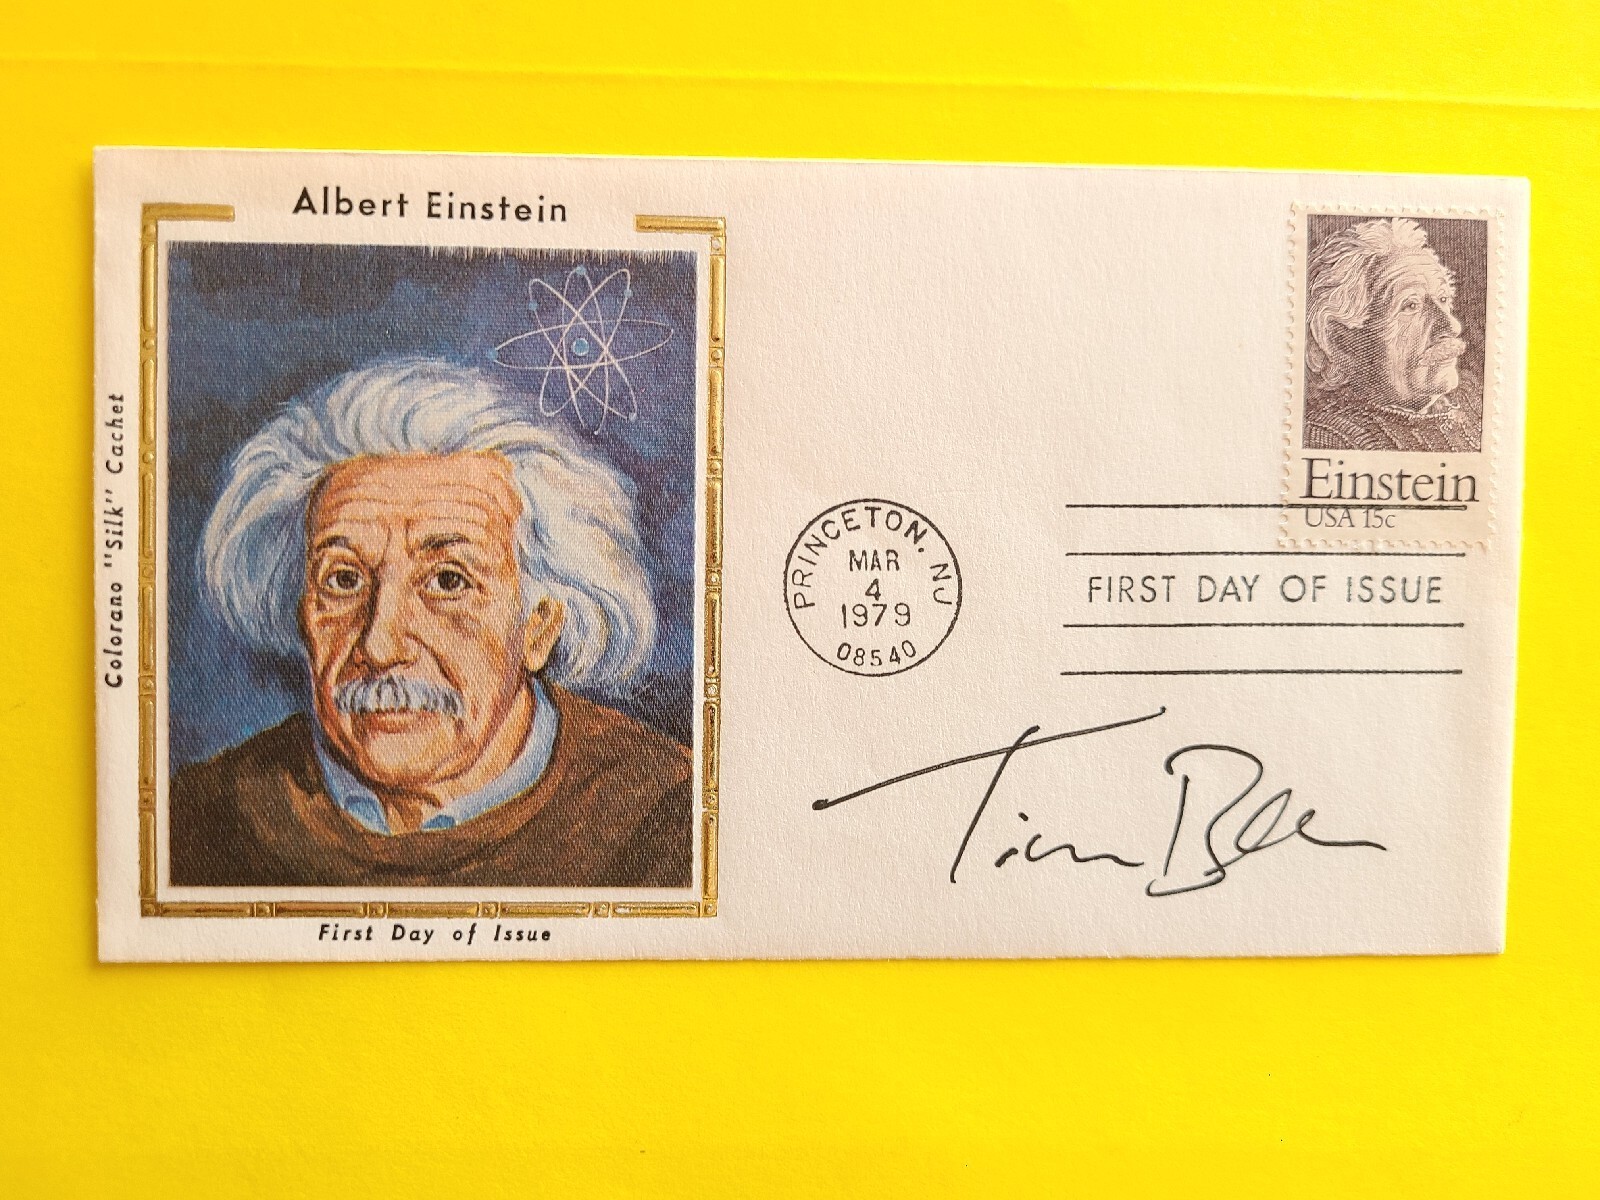 Albert Einstein
Colorano "Silk" Cachet
First Day of Issue
PRINCETON, NJ
MAR
4
1979
08540
Einstein
USA 15c
FIRST DAY OF ISSUE